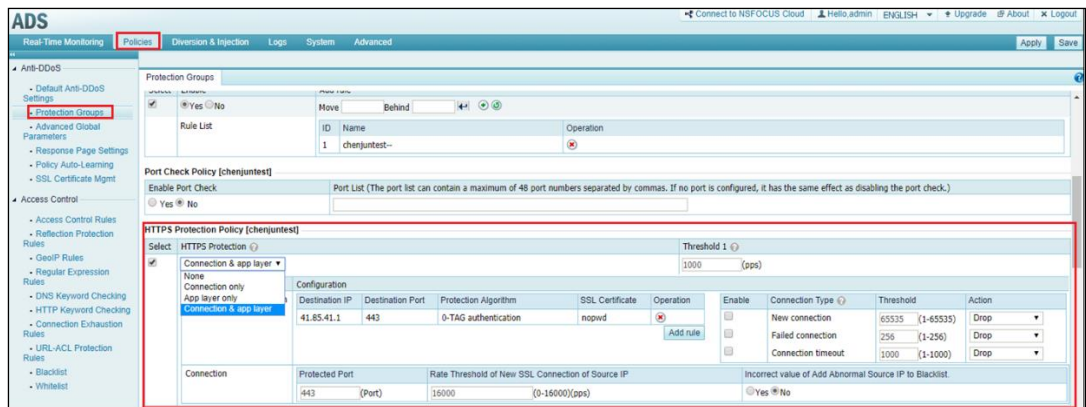 Connect to NSFOCUS Cloud Hello,admin ENGLISH Upgrade About Logout
ADS
Real-Time Monitoring Policies Diversion & Injection Logs System Advanced Apply Save
Anti-DDoS
Default Anti-DDoS
Settings
Protection Groups
Advanced Global
Parameters
Response Page Settings
Policy Auto-Learning
SSL Certificate Mgmt
Access Control
Access Control Rules
Reflection Protection
Rules
GeoIP Rules
Regular Expression
Rules
DNS Keyword Checking
HTTP Keyword Checking
Connection Exhaustion
Rules
URL-ACL Protection
Rules
Blacklist
Whitelist
Protection Groups
Select Enable Add rule
Yes No Move Behind
Rule List ID Name Operation
1 chenjuntest--
Port Check Policy [chenjuntest]
Enable Port Check Port List (The port list can contain a maximum of 48 port numbers separated by commas. If no port is configured, it has the same effect as disabling the port check.)
Yes No
HTTPS Protection Policy [chenjuntest]
Select HTTPS Protection Threshold 1
Connection & app layer 1000 (pps)
None
Connection only
App layer only
Connection & app layer
Configuration
Destination IP Destination Port Protection Algorithm SSL Certificate Operation
41.85.41.1 443 0-TAG authentication nopwd
Add rule
Enable Connection Type Threshold Action
New connection 65535 (1-65535) Drop
Failed connection 256 (1-256) Drop
Connection timeout 1000 (1-1000) Drop
Connection Protected Port Rate Threshold of New SSL Connection of Source IP Incorrect value of Add Abnormal Source IP to Blacklist.
443 (Port) 16000 (0-16000)(pps) Yes No